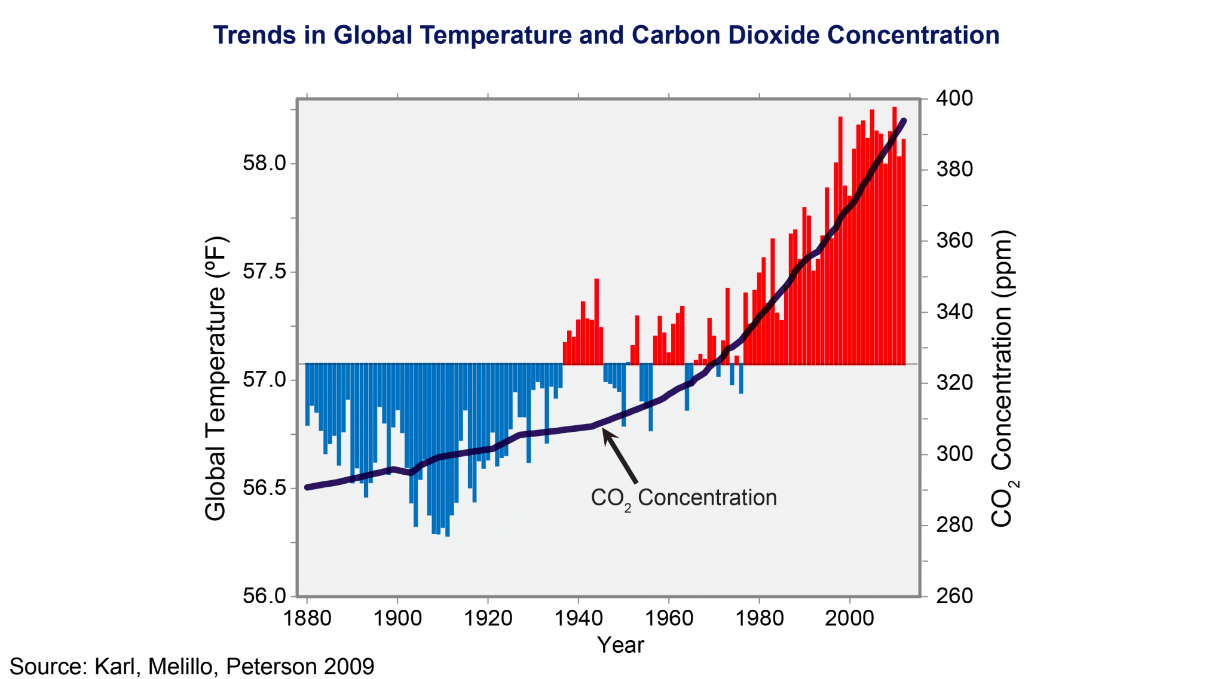 Trends in Global Temperature and Carbon Dioxide Concentration
Global Temperature (ºF)
58.0
57.5
57.0
56.5
56.0
400
380
360
340
320
300
280
260
CO₂ Concentration (ppm)
CO₂ Concentration
1880 1900 1920 1940 1960 1980 2000
Year
Source: Karl, Melillo, Peterson 2009